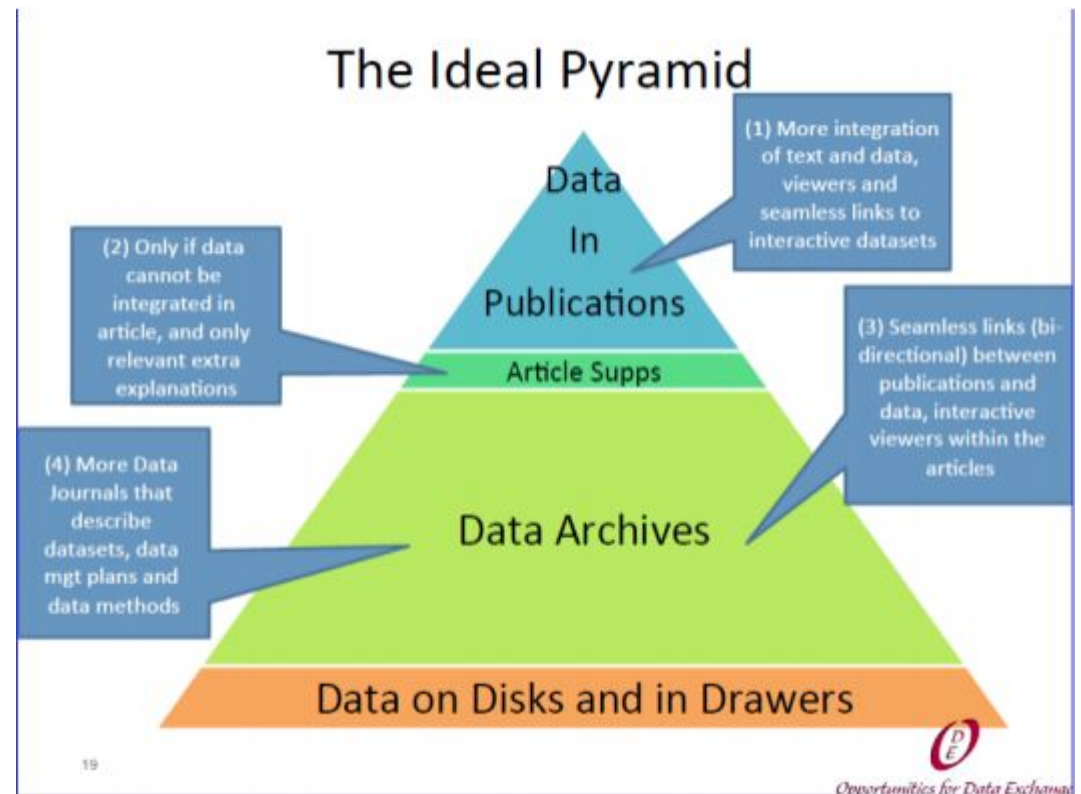 The Ideal Pyramid
(1) More integration
of text and data,
viewers and
seamless links to
interactive datasets
Data
In
Publications
(2) Only if data
cannot be
integrated in
article, and only
relevant extra
explanations
Article Supps
(3) Seamless links (bi-
directional) between
publications and
data, interactive
viewers within the
articles
(4) More Data
Journals that
describe
datasets, data
mgt plans and
data methods
Data Archives
Data on Disks and in Drawers
19
ODE
Opportunities for Data Exchange